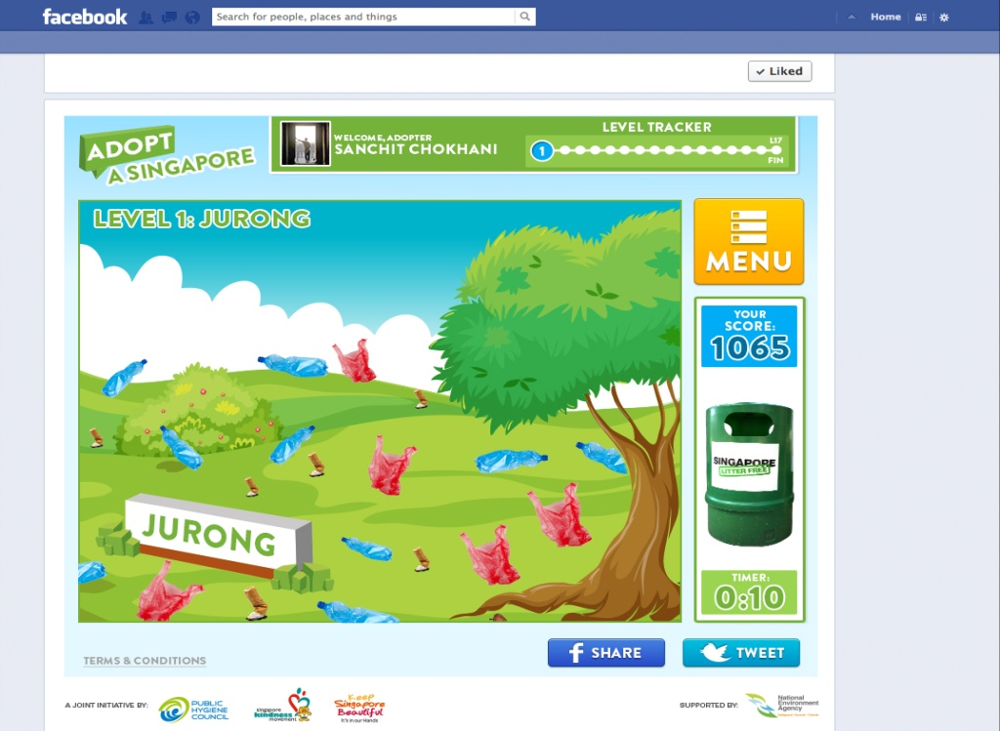 facebook
Search for people, places and things
Home
Liked
ADOPT
A SINGAPORE
WELCOME, ADOPTER
SANCHIT CHOKHANI
LEVEL TRACKER
1
L17
FIN
LEVEL 1: JURONG
MENU
YOUR
SCORE:
1065
SINGAPORE
LITTER FREE
JURONG
TIMER:
0:10
SHARE
TWEET
TERMS & CONDITIONS
A JOINT INITIATIVE BY:
PUBLIC
HYGIENE
COUNCIL
singapore
kindness
movement
Keep
Singapore
Beautiful
It's in our Hands
SUPPORTED BY:
National
Environment
Agency